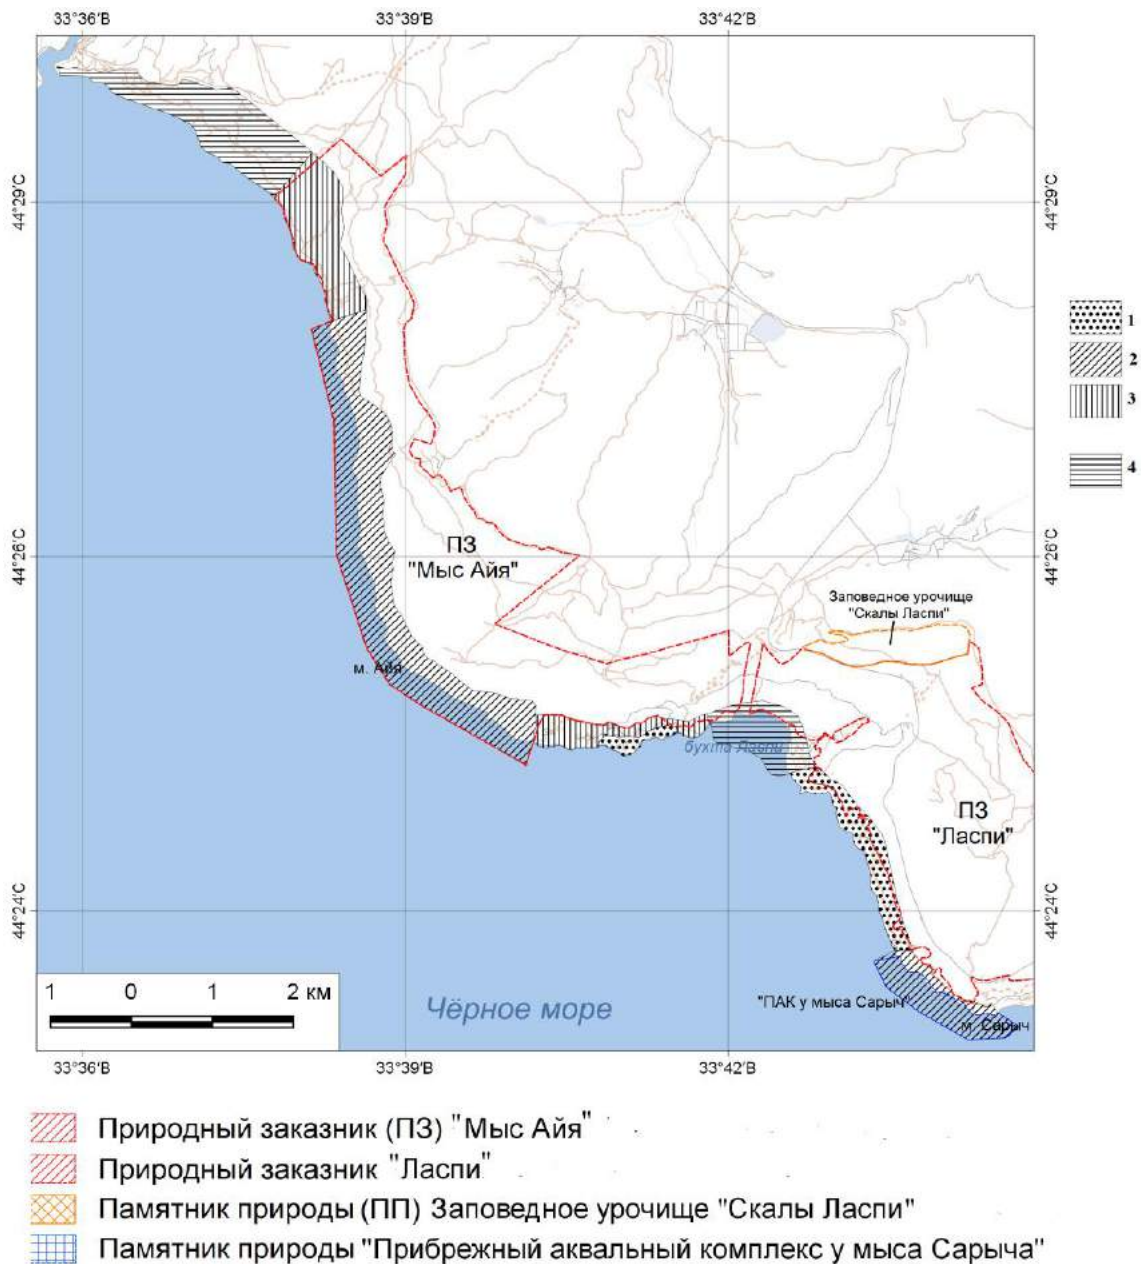 33°36'В 33°39'В 33°42'В
44°29'С 44°29'С
1
2
3
4
44°26'С 44°26'С
ПЗ
"Мыс Айя"
Заповедное урочище
"Скалы Ласпи"
м. Айя
бухта Ласпи
ПЗ
"Ласпи"
44°24'С 44°24'С
"ПАК у мыса Сарыч"
м. Сарыч
1 0 1 2 км
Чёрное море
33°36'В 33°39'В 33°42'В
Природный заказник (ПЗ) "Мыс Айя"
Природный заказник "Ласпи"
Памятник природы (ПП) Заповедное урочище "Скалы Ласпи"
Памятник природы "Прибрежный аквальный комплекс у мыса Сарыча"